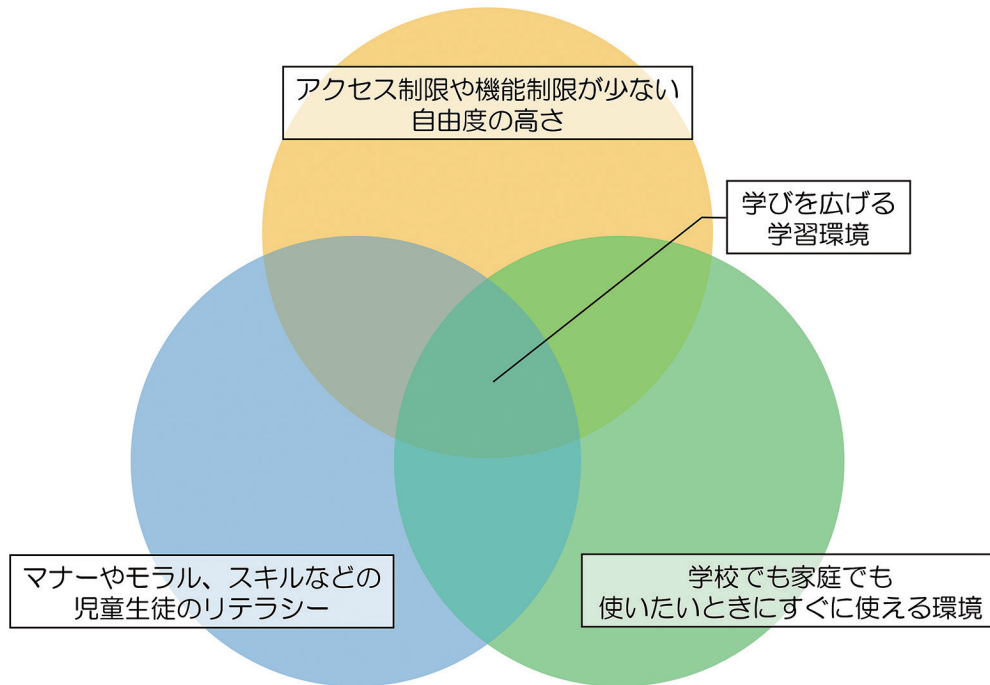 アクセス制限や機能制限が少ない
自由度の高さ
学びを広げる
学習環境
マナーやモラル、スキルなどの
児童生徒のリテラシー
学校でも家庭でも
使いたいときにすぐに使える環境